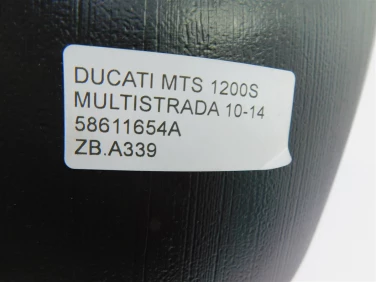 DUCATI MTS 1200S
MULTISTRADA 10-14
58611654A
ZB.A339